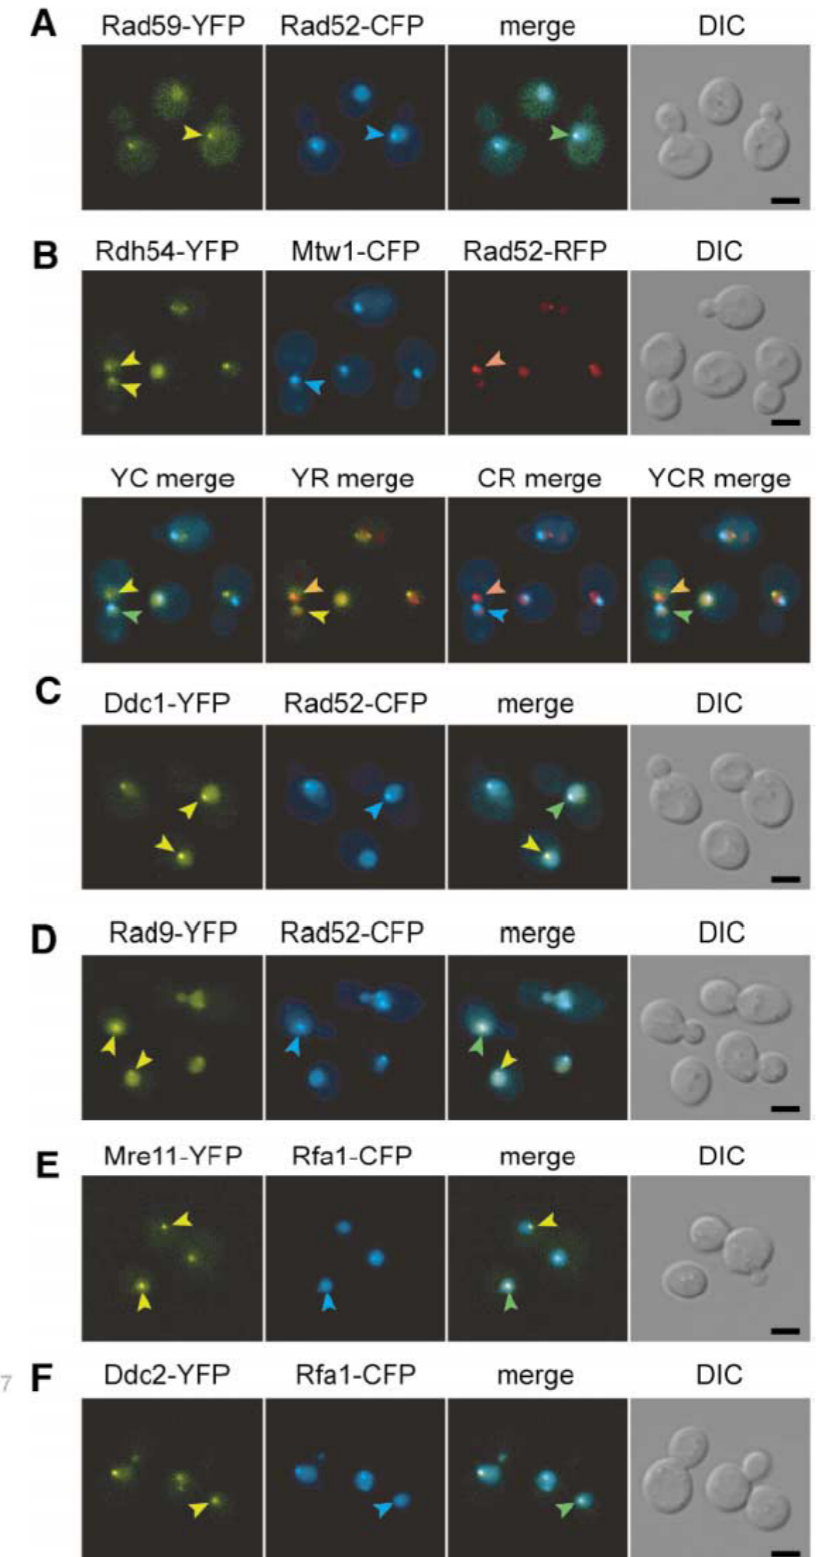 A Rad59-YFP Rad52-CFP merge DIC
B Rdh54-YFP Mtw1-CFP Rad52-RFP DIC
YC merge YR merge CR merge YCR merge
C Ddc1-YFP Rad52-CFP merge DIC
D Rad9-YFP Rad52-CFP merge DIC
E Mre11-YFP Rfa1-CFP merge DIC
7 F Ddc2-YFP Rfa1-CFP merge DIC